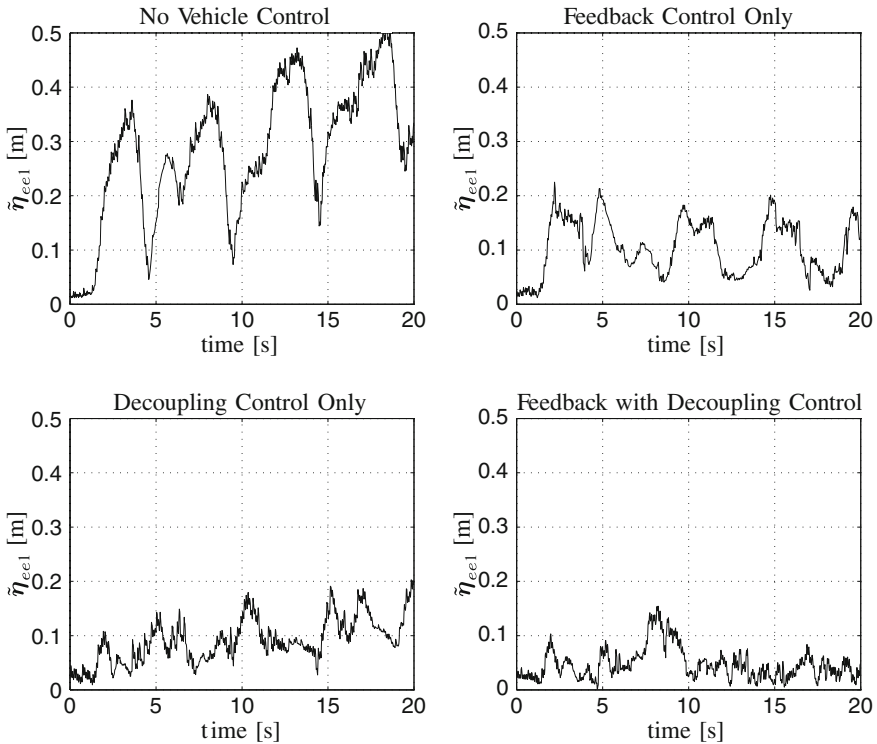 No Vehicle Control
0.5
0.4
0.3
0.2
0.1
0
η̃ee1 [m]
0 5 10 15 20
time [s]
Feedback Control Only
0.5
0.4
0.3
0.2
0.1
0
η̃ee1 [m]
0 5 10 15 20
time [s]
Decoupling Control Only
0.5
0.4
0.3
0.2
0.1
0
η̃ee1 [m]
0 5 10 15 20
time [s]
Feedback with Decoupling Control
0.5
0.4
0.3
0.2
0.1
0
η̃ee1 [m]
0 5 10 15 20
time [s]